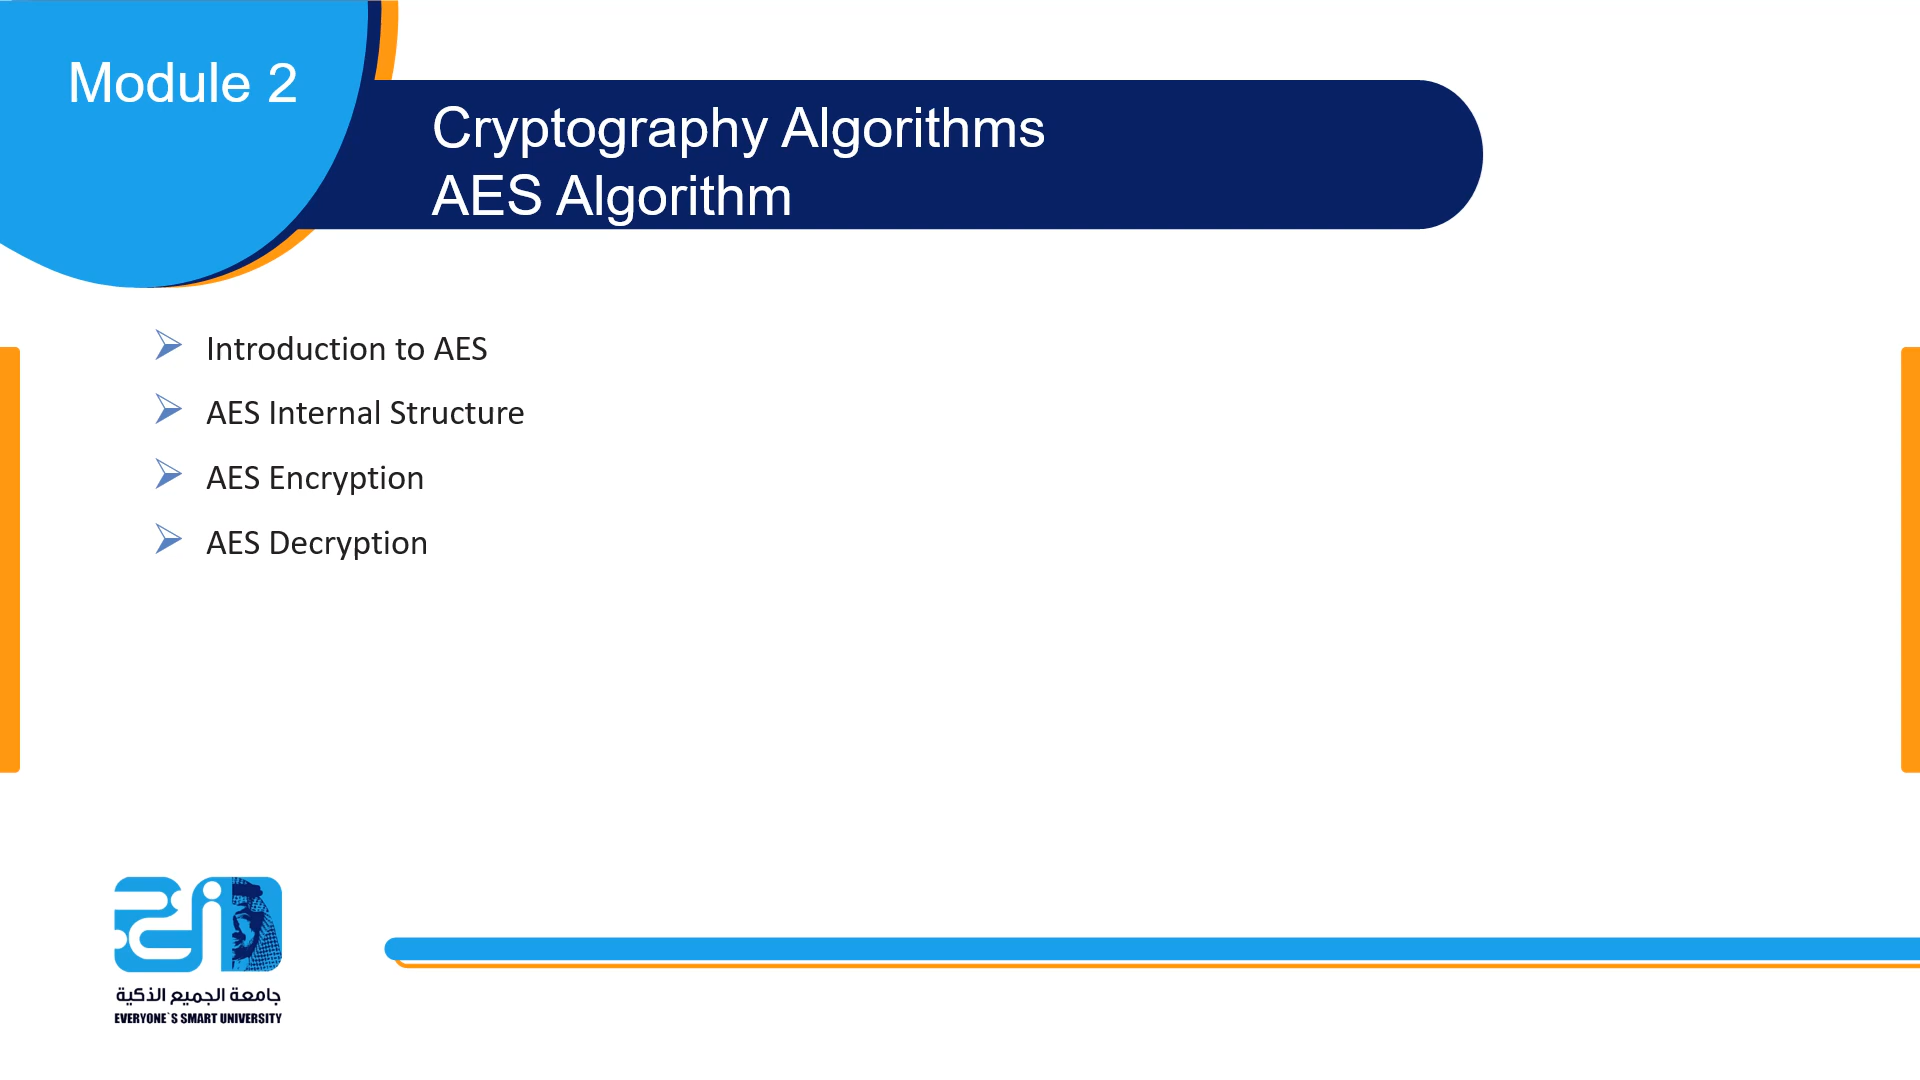 Module 2
Cryptography Algorithms
AES Algorithm
Introduction to AES
AES Internal Structure
AES Encryption
AES Decryption
جامعة الجميع الذكية
EVERYONE`S SMART UNIVERSITY